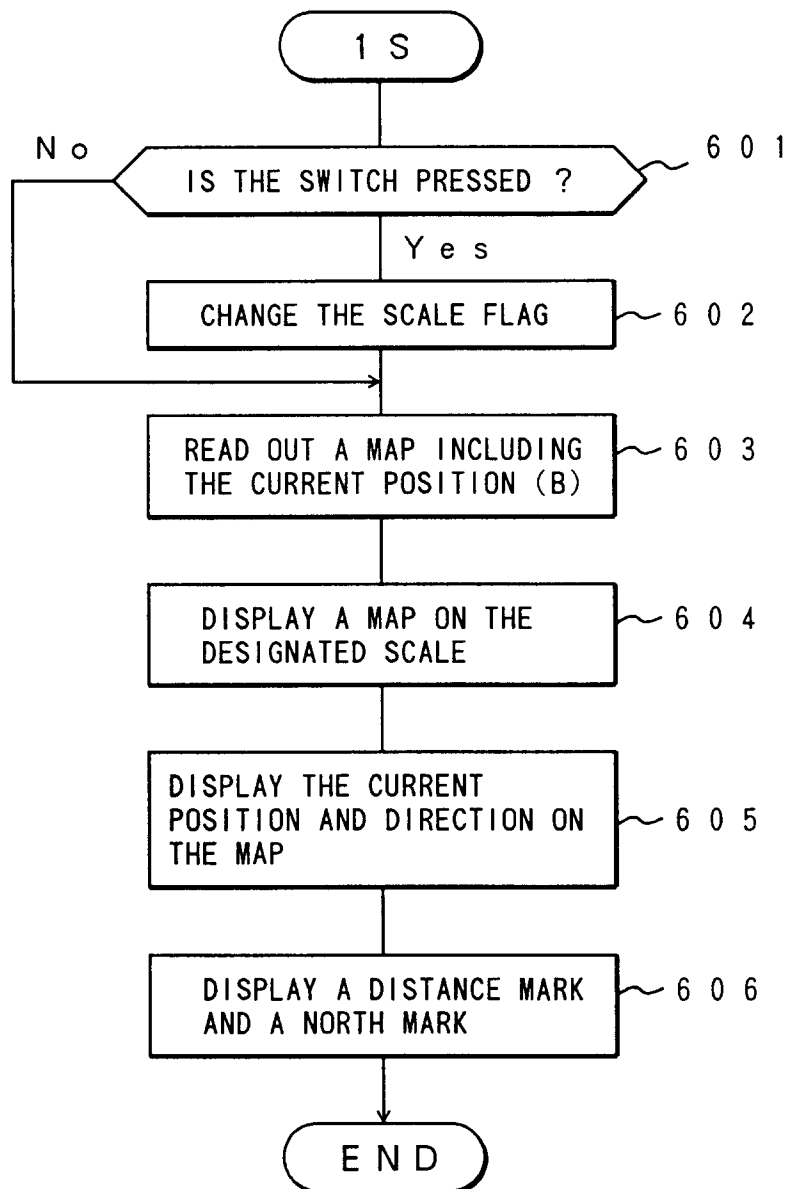 1 S
No
IS THE SWITCH PRESSED ?
601
Yes
CHANGE THE SCALE FLAG
602
READ OUT A MAP INCLUDING
THE CURRENT POSITION (B)
603
DISPLAY A MAP ON THE
DESIGNATED SCALE
604
DISPLAY THE CURRENT
POSITION AND DIRECTION ON
THE MAP
605
DISPLAY A DISTANCE MARK
AND A NORTH MARK
606
END